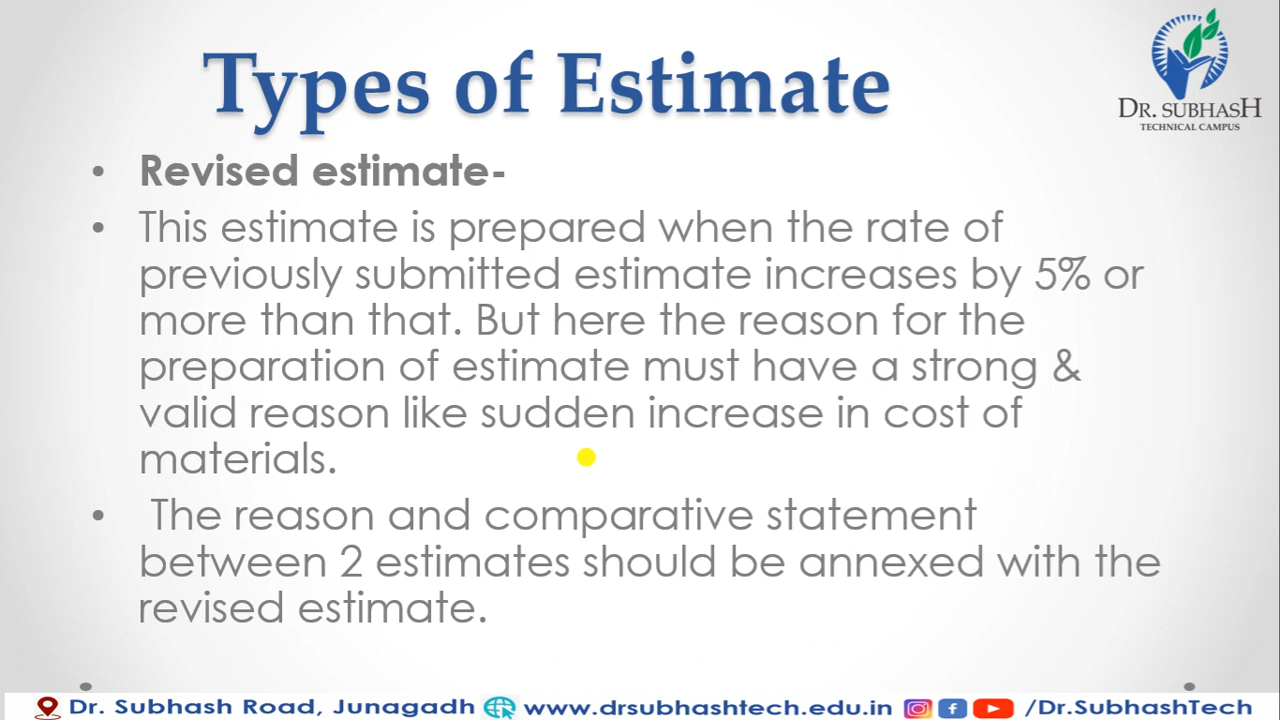 Types of Estimate
DR. SUBHASH
TECHNICAL CAMPUS
• Revised estimate-
• This estimate is prepared when the rate of
previously submitted estimate increases by 5% or
more than that. But here the reason for the
preparation of estimate must have a strong &
valid reason like sudden increase in cost of
materials.
• The reason and comparative statement
between 2 estimates should be annexed with the
revised estimate.
Dr. Subhash Road, Junagadh www.drsubhashtech.edu.in /Dr.SubhashTech